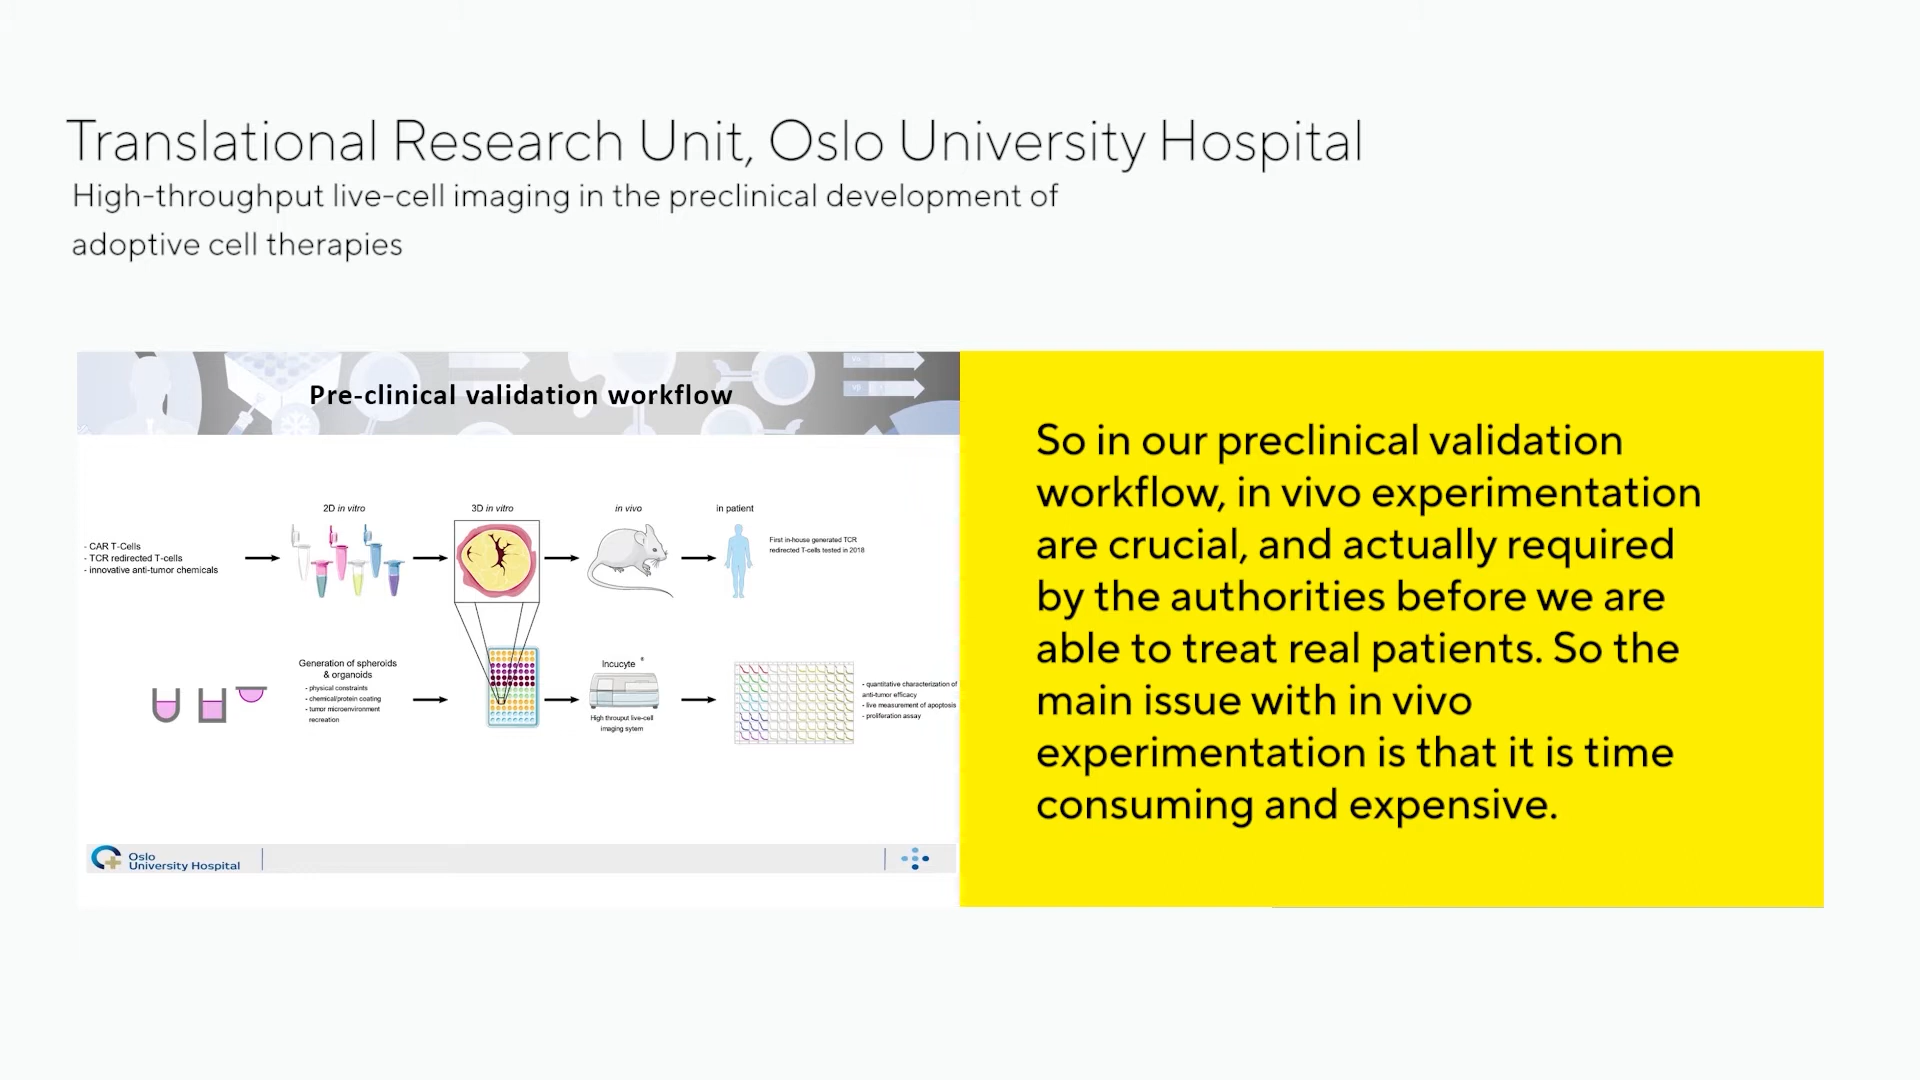 Translational Research Unit, Oslo University Hospital
High-throughput live-cell imaging in the preclinical development of
adoptive cell therapies
Pre-clinical validation workflow
2D in vitro
3D in vitro
in vivo
in patient
- CAR T-Cells
- TCR redirected T-cells
- innovative anti-tumor chemicals
First in-house generated TCR
redirected T-cells tested in 2018
Generation of spheroids
& organoids
- physical constraints
- chemical/protein coating
- tumor microenvironment
recreation
Incucyte ®
High throuput live-cell
imaging sytem
- quantitative characterization of
anti-tumor efficacy
- live measurement of apoptosis
- proliferation assay
Oslo
University Hospital
So in our preclinical validation
workflow, in vivo experimentation
are crucial, and actually required
by the authorities before we are
able to treat real patients. So the
main issue with in vivo
experimentation is that it is time
consuming and expensive.